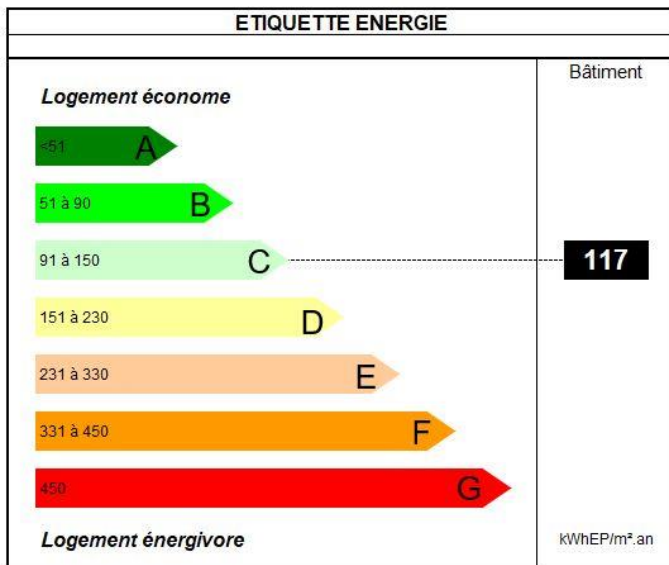 ETIQUETTE ENERGIE
Bâtiment
Logement économe
<51 A
51 à 90 B
91 à 150 C 117
151 à 230 D
231 à 330 E
331 à 450 F
450 G
Logement énergivore kWhEP/m².an